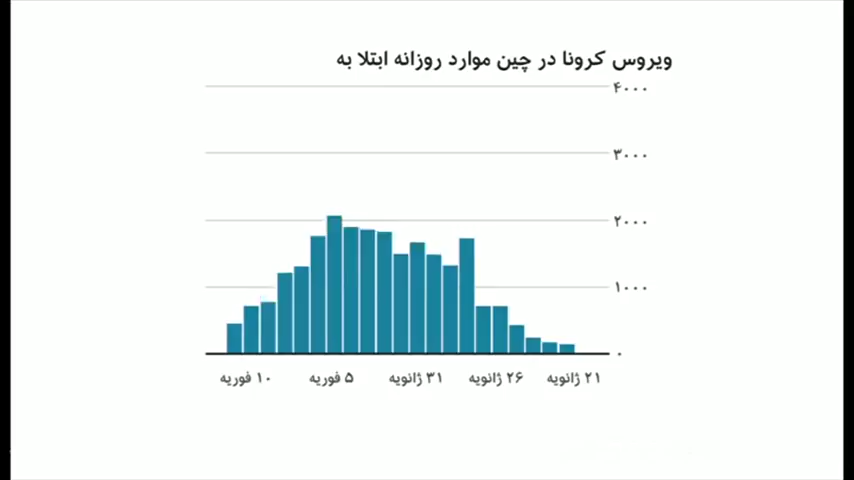 ویروس کرونا در چین موارد روزانه ابتلا به
۴۰۰۰
۳۰۰۰
۲۰۰۰
۱۰۰۰
۰
۲۱ ژانویه ۲۶ ژانویه ۳۱ ژانویه ۵ فوریه ۱۰ فوریه